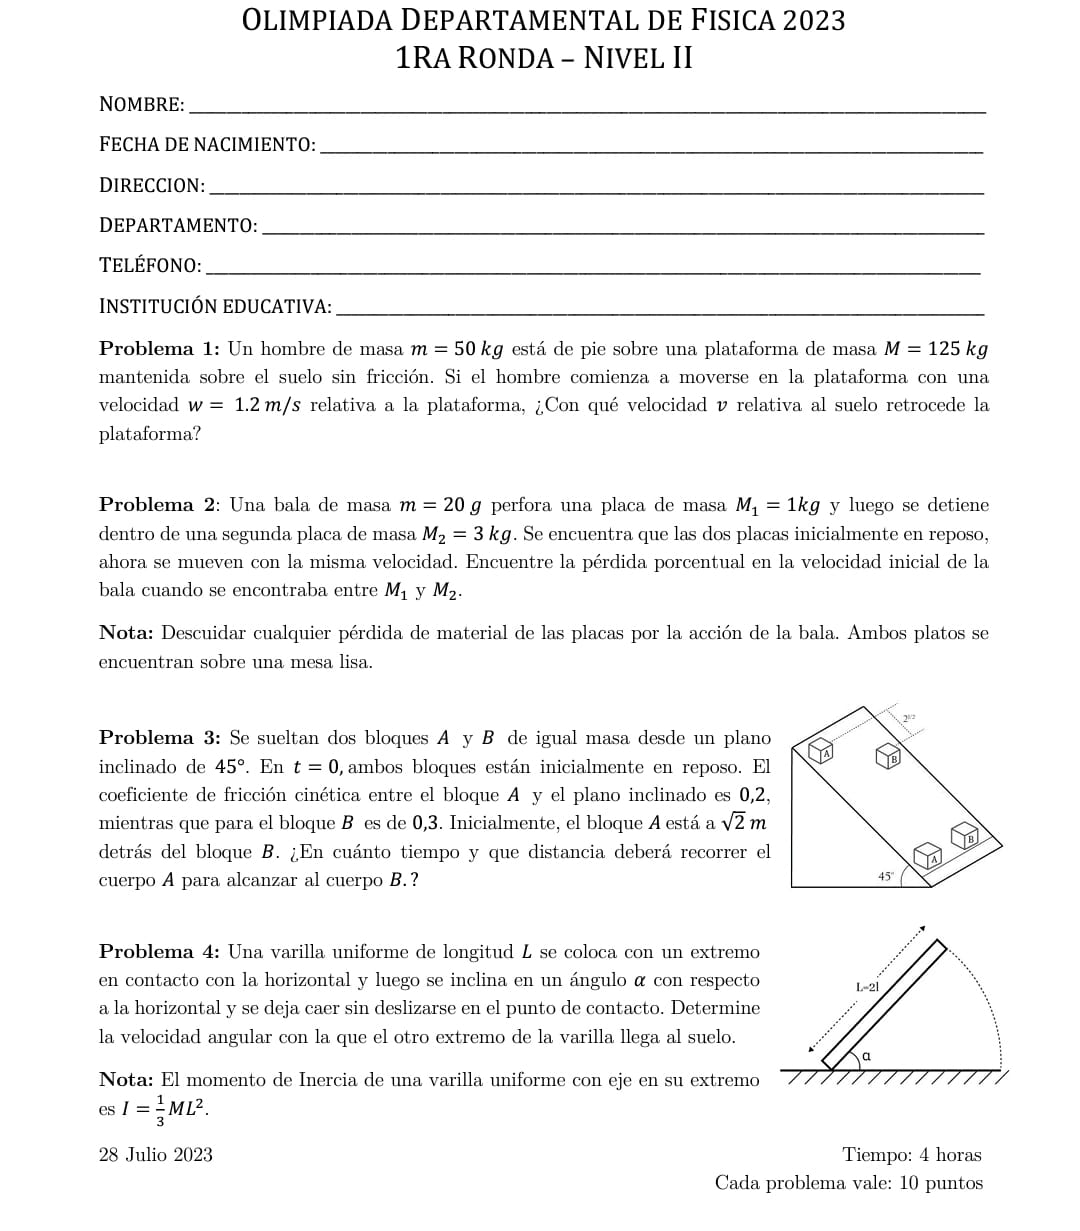 OLIMPIADA DEPARTAMENTAL DE FISICA 2023
1RA RONDA – NIVEL II
NOMBRE:
FECHA DE NACIMIENTO:
DIRECCION:
DEPARTAMENTO:
TELÉFONO:
INSTITUCIÓN EDUCATIVA:
Problema 1: Un hombre de masa m = 50 kg está de pie sobre una plataforma de masa M = 125 kg
mantenida sobre el suelo sin fricción. Si el hombre comienza a moverse en la plataforma con una
velocidad w = 1.2 m/s relativa a la plataforma, ¿Con qué velocidad v relativa al suelo retrocede la
plataforma?
Problema 2: Una bala de masa m = 20 g perfora una placa de masa M₁ = 1kg y luego se detiene
dentro de una segunda placa de masa M₂ = 3 kg. Se encuentra que las dos placas inicialmente en reposo,
ahora se mueven con la misma velocidad. Encuentre la pérdida porcentual en la velocidad inicial de la
bala cuando se encontraba entre M₁ y M₂.
Nota: Descuidar cualquier pérdida de material de las placas por la acción de la bala. Ambos platos se
encuentran sobre una mesa lisa.
Problema 3: Se sueltan dos bloques A y B de igual masa desde un plano
inclinado de 45°. En t = 0, ambos bloques están inicialmente en reposo. El
coeficiente de fricción cinética entre el bloque A y el plano inclinado es 0,2,
mientras que para el bloque B es de 0,3. Inicialmente, el bloque A está a √2 m
detrás del bloque B. ¿En cuánto tiempo y que distancia deberá recorrer el
cuerpo A para alcanzar al cuerpo B.?
2¹ᐟ²
A
B
B
A
45°
Problema 4: Una varilla uniforme de longitud L se coloca con un extremo
en contacto con la horizontal y luego se inclina en un ángulo α con respecto
a la horizontal y se deja caer sin deslizarse en el punto de contacto. Determine
la velocidad angular con la que el otro extremo de la varilla llega al suelo.
Nota: El momento de Inercia de una varilla uniforme con eje en su extremo
es I = 1/3 ML².
L=2l
α
28 Julio 2023
Tiempo: 4 horas
Cada problema vale: 10 puntos